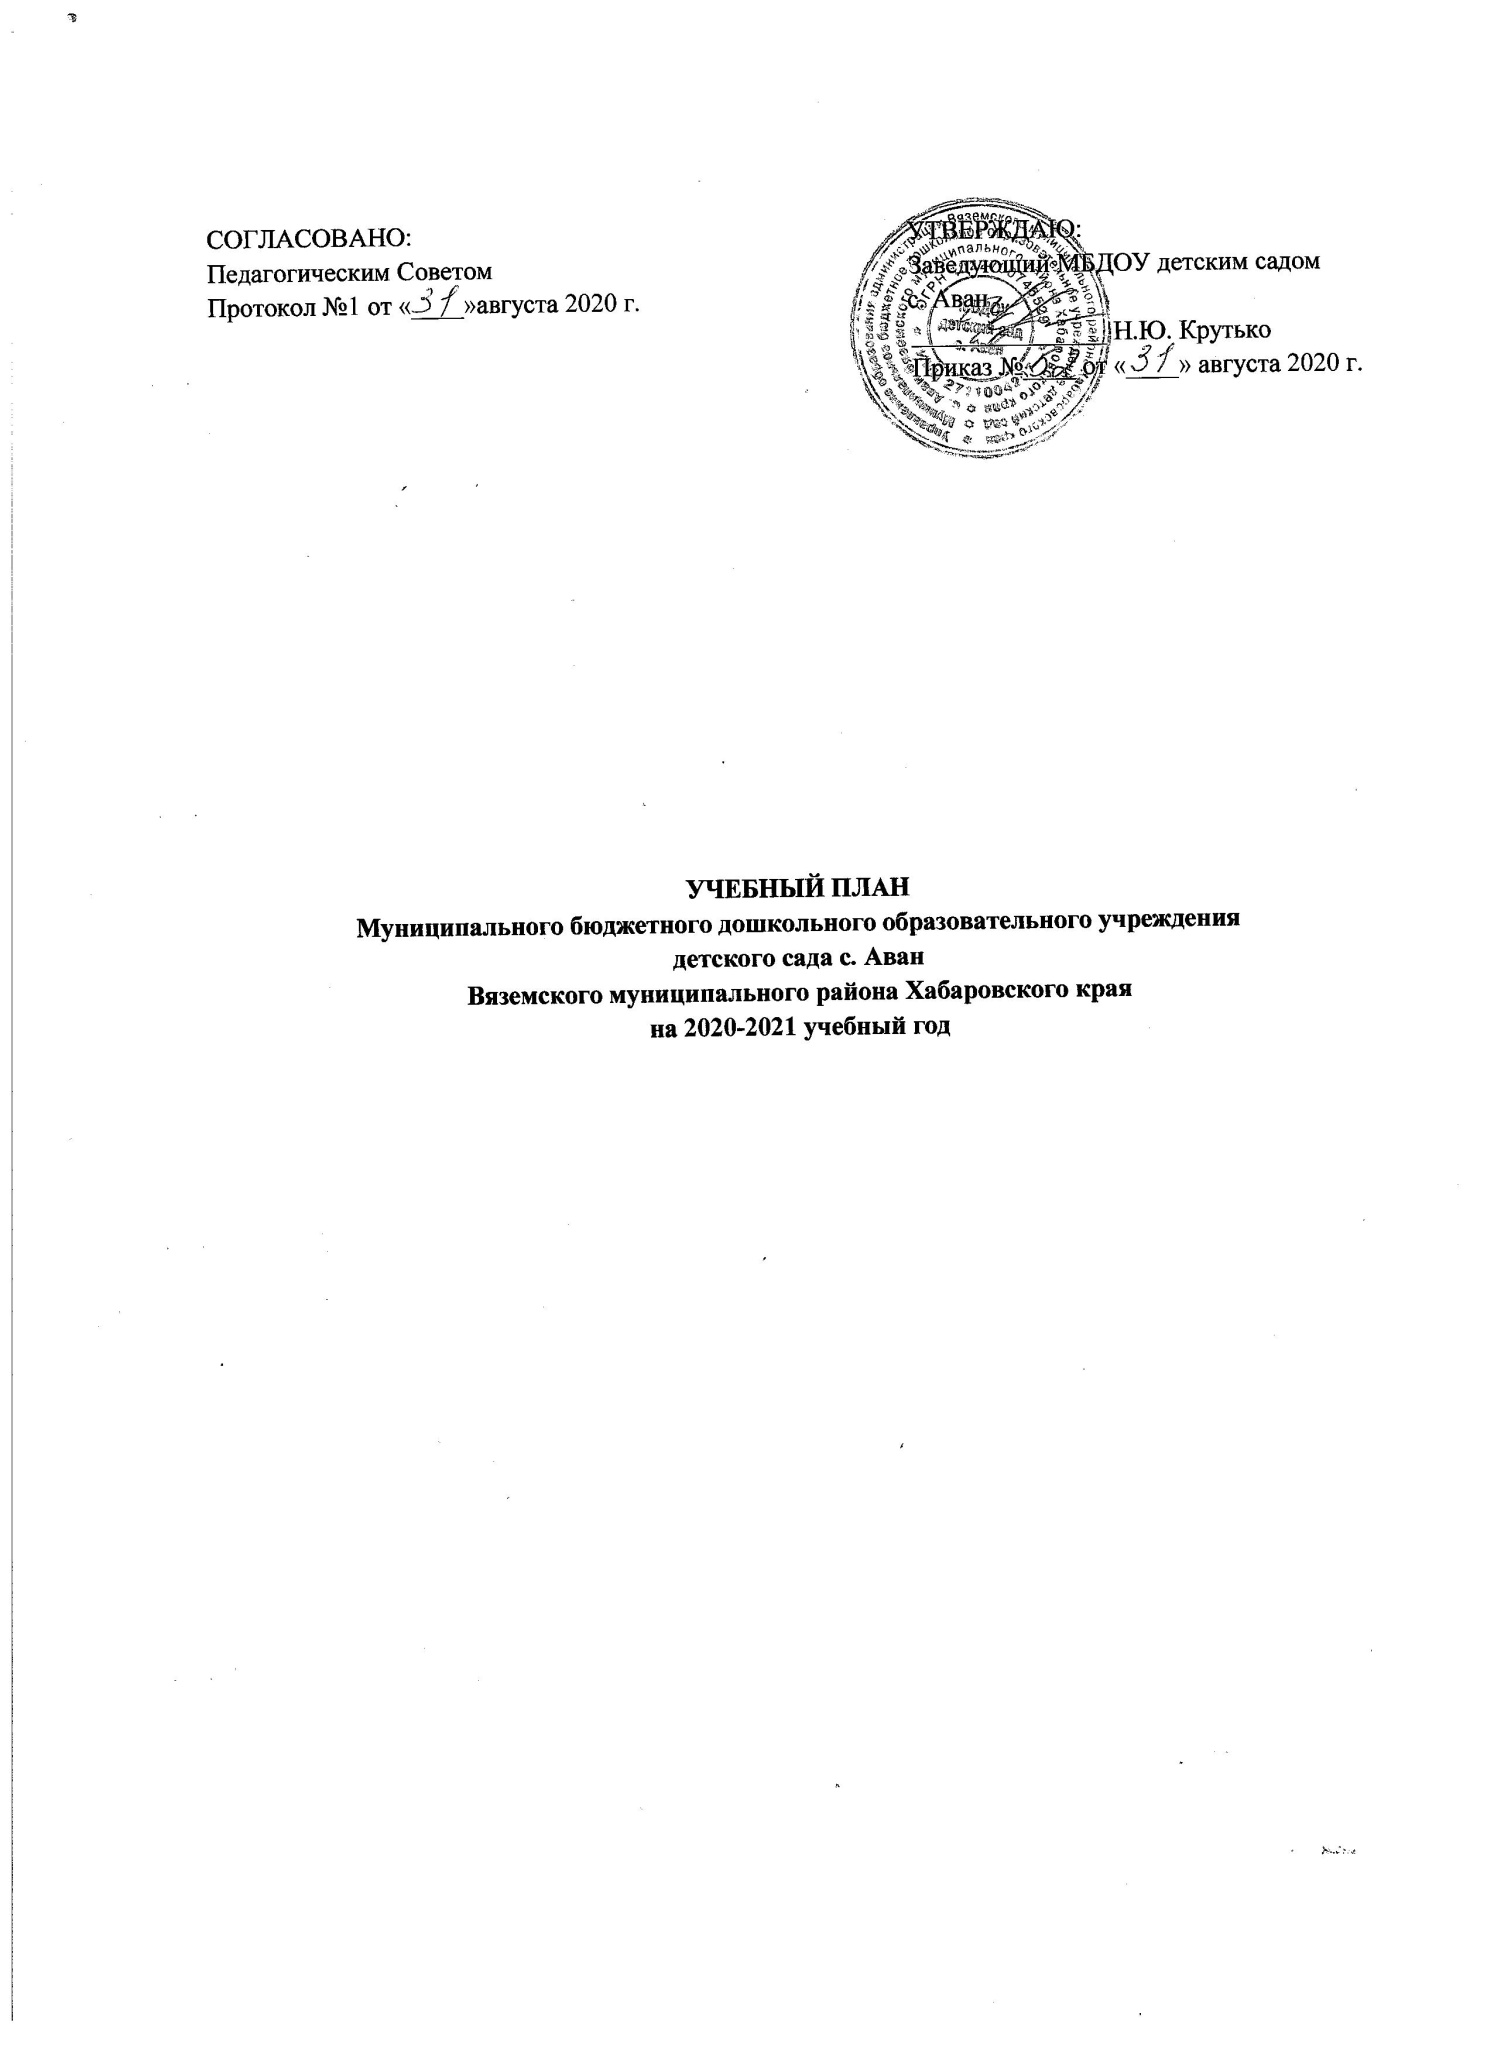 СОГЛАСОВАНО:
Педагогическим Советом
Протокол №1 от «31»августа 2020 г.
УТВЕРЖДАЮ:
Заведующий МБДОУ детским садом
с. Аван
Н.Ю. Крутько
Приказ № от «31» августа 2020 г.
УЧЕБНЫЙ ПЛАН
Муниципального бюджетного дошкольного образовательного учреждения
детского сада с. Аван
Вяземского муниципального района Хабаровского края
на 2020-2021 учебный год